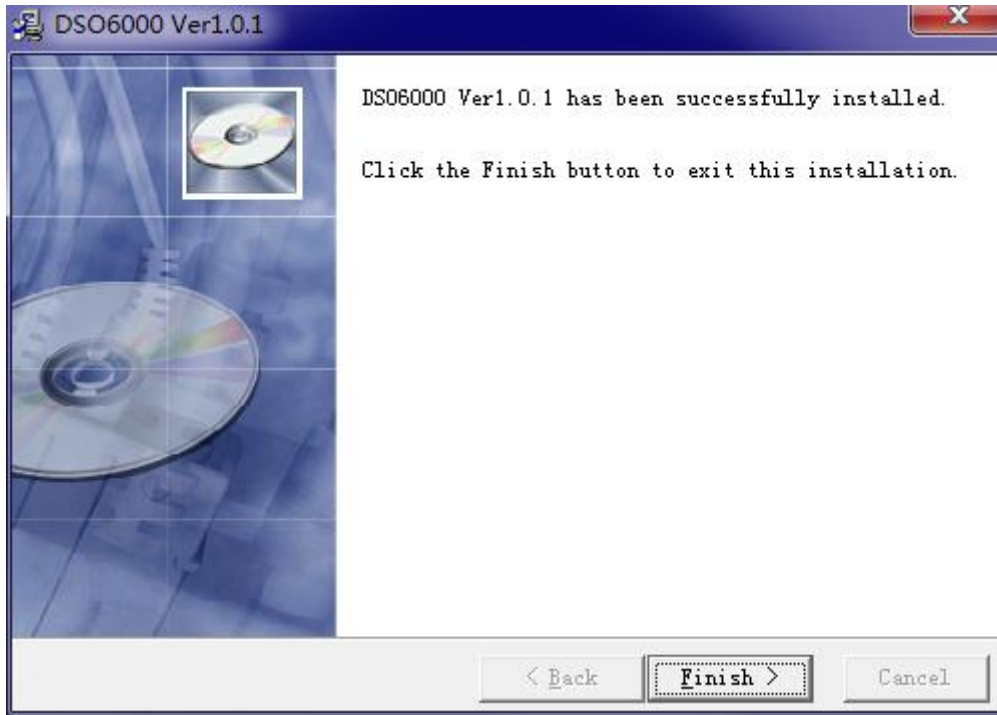 DSO6000 Ver1.0.1
X
DSO6000 Ver1.0.1 has been successfully installed.
Click the Finish button to exit this installation.
< Back
Finish >
Cancel